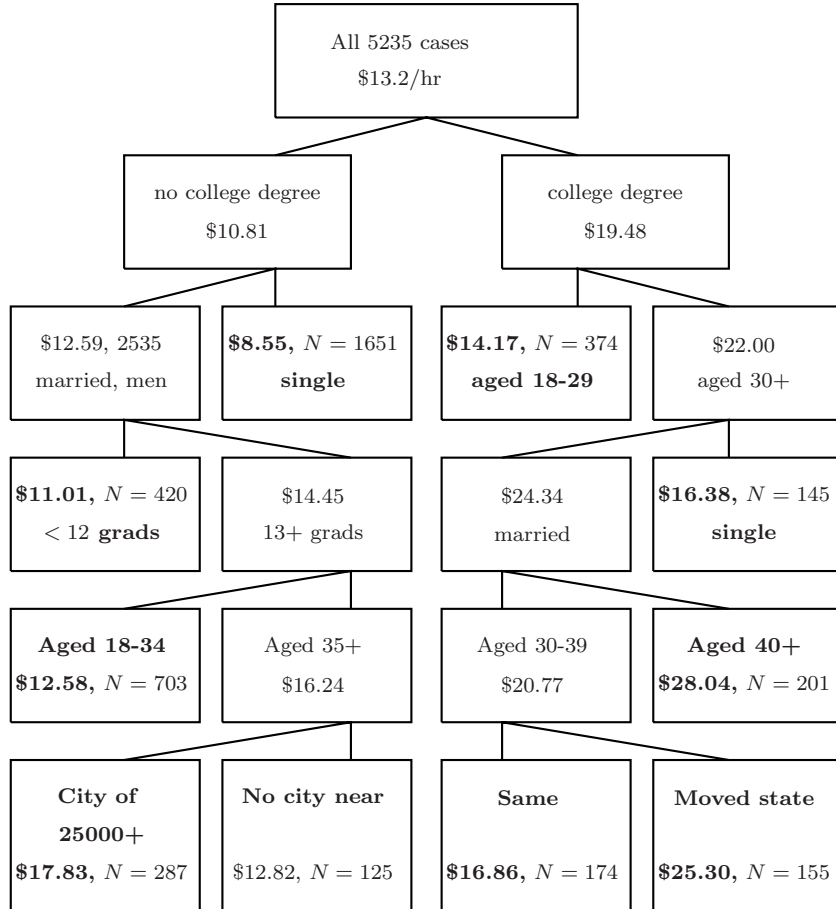 All 5235 cases
$13.2/hr
no college degree
$10.81
college degree
$19.48
$12.59, 2535
married, men
$8.55, N = 1651
single
$14.17, N = 374
aged 18-29
$22.00
aged 30+
$11.01, N = 420
< 12 grads
$14.45
13+ grads
$24.34
married
$16.38, N = 145
single
Aged 18-34
$12.58, N = 703
Aged 35+
$16.24
Aged 30-39
$20.77
Aged 40+
$28.04, N = 201
City of
25000+
$17.83, N = 287
No city near
$12.82, N = 125
Same
$16.86, N = 174
Moved state
$25.30, N = 155